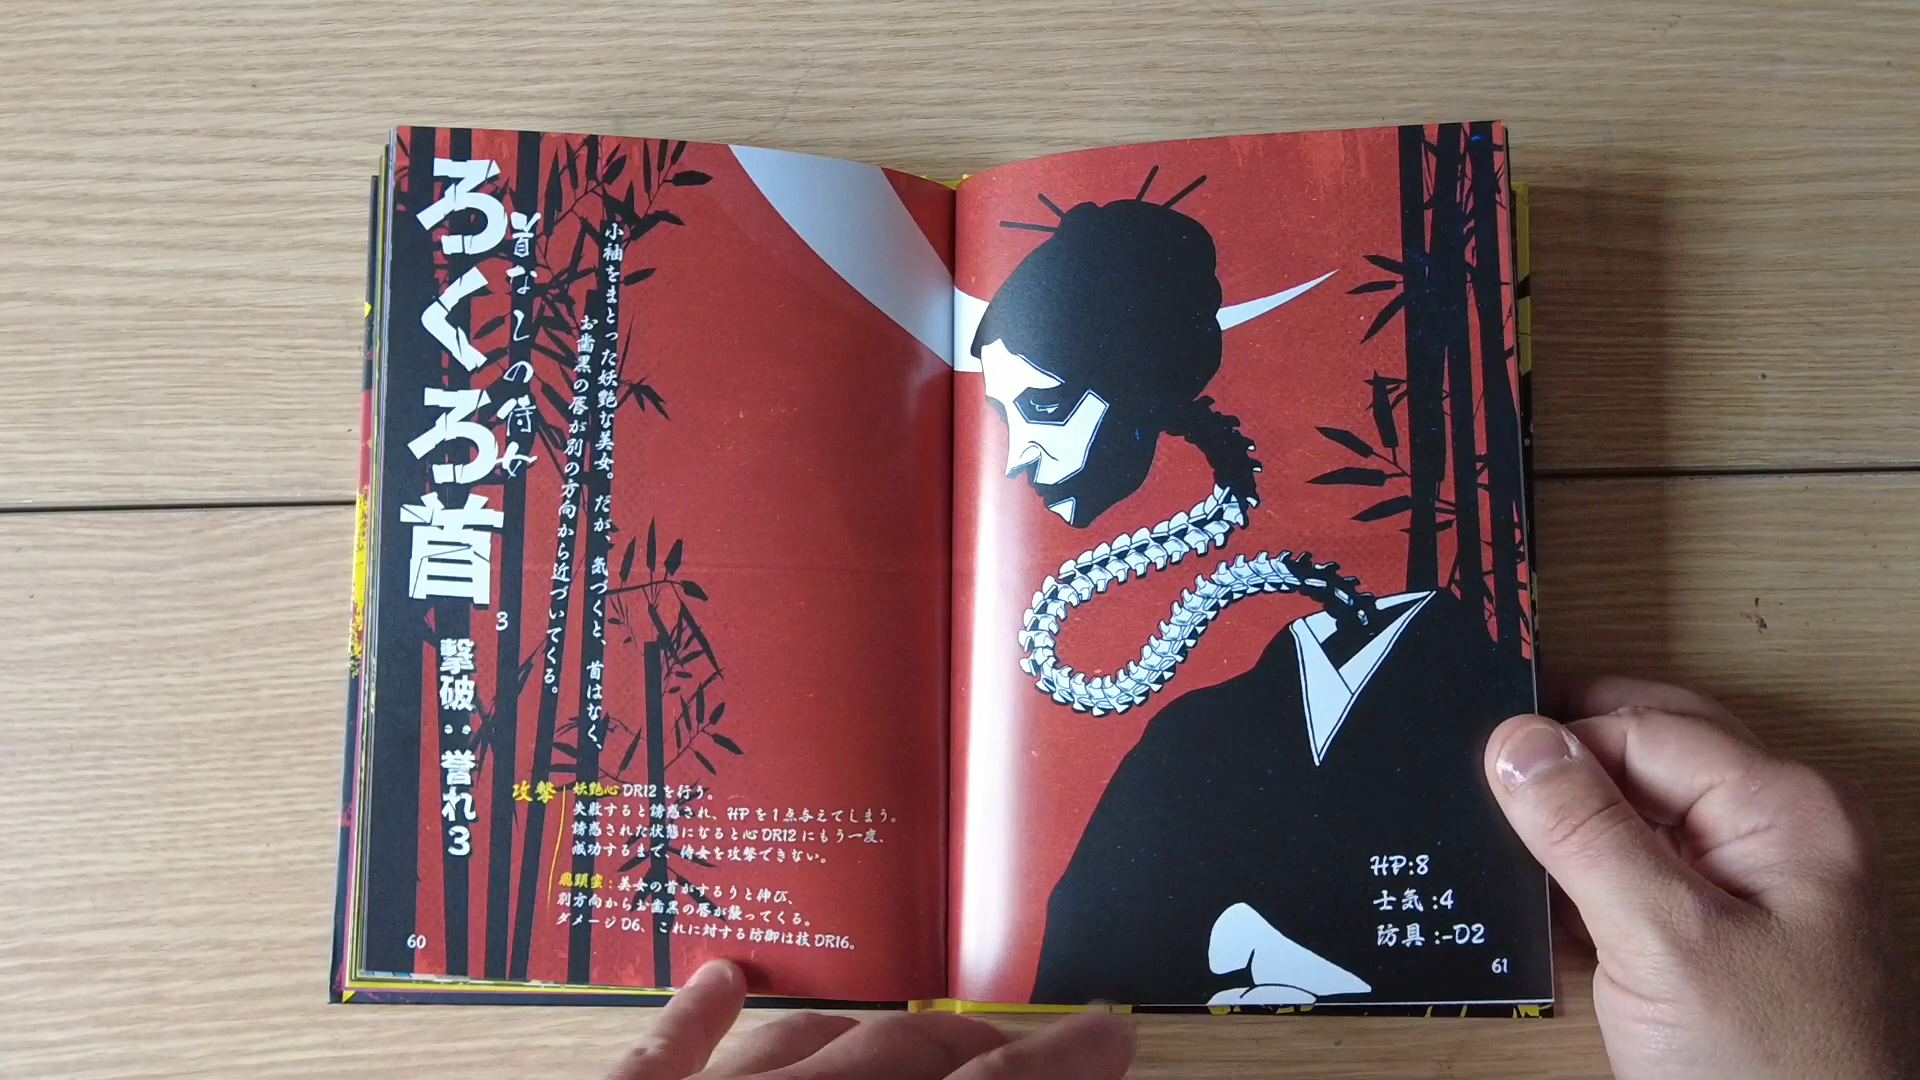 ろくろ首
首なしの侍女
3
撃破：誉れ3
小袖をまとった妖艶な美女。だが、気づくと、首はなく、
お歯黒の唇が別の方向から近づいてくる。
攻撃
妖艶心DR12を行う。
失敗すると誘惑され、HPを1点与えてしまう。
誘惑された状態になると心DR12にもう一度、
成功するまで、侍女を攻撃できない。
飛頭蛮：美女の首がするりと伸び、
別方向からお歯黒の唇が襲ってくる。
ダメージD6、これに対する防御は技DR16。
60
HP:8
士気:4
防具:-D2
61